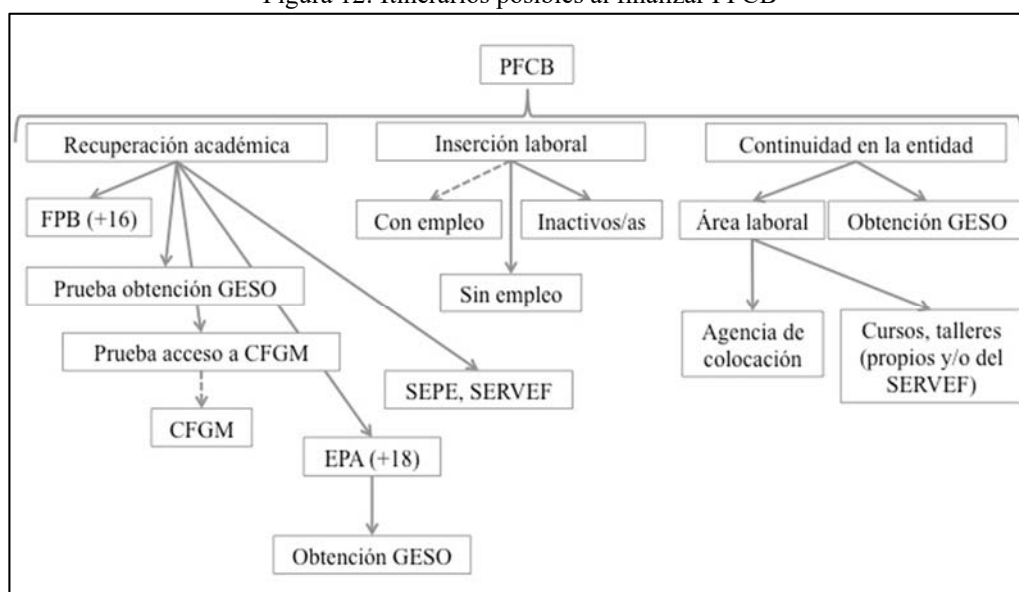 Figura 12. Itinerarios posibles al finalizar PFCB
PFCB
Recuperación académica
Inserción laboral
Continuidad en la entidad
FPB (+16)
Con empleo
Inactivos/as
Área laboral
Obtención GESO
Prueba obtención GESO
Sin empleo
Prueba acceso a CFGM
Agencia de
colocación
Cursos, talleres
(propios y/o del
SERVEF)
SEPE, SERVEF
CFGM
EPA (+18)
Obtención GESO